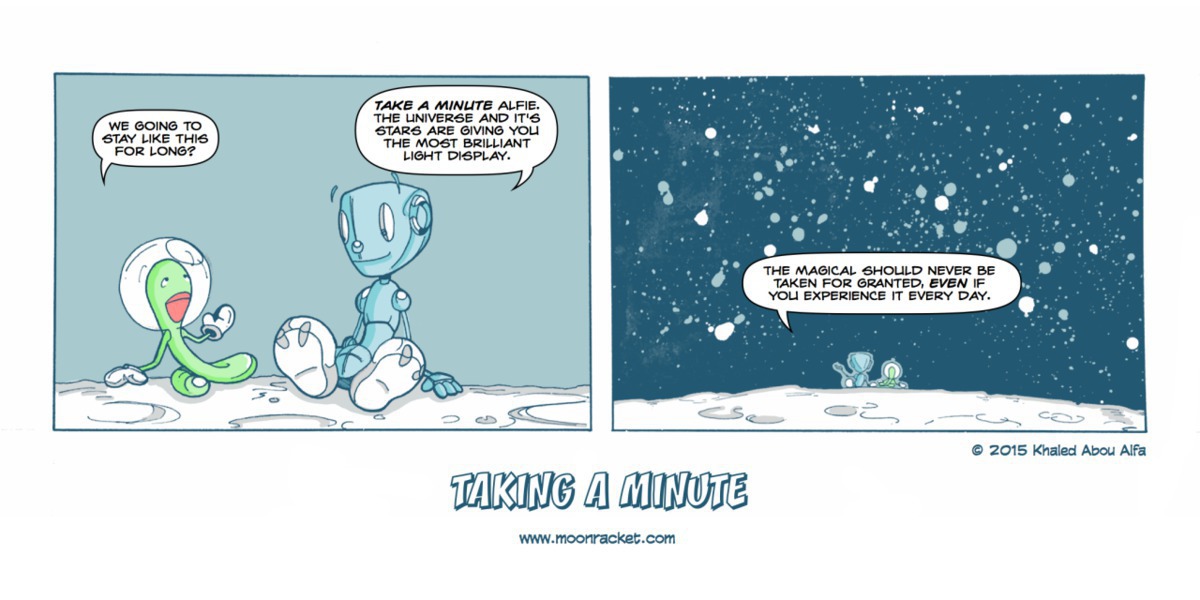 WE GOING TO
STAY LIKE THIS
FOR LONG?
TAKE A MINUTE ALFIE.
THE UNIVERSE AND IT'S
STARS ARE GIVING YOU
THE MOST BRILLIANT
LIGHT DISPLAY.
THE MAGICAL SHOULD NEVER BE
TAKEN FOR GRANTED, EVEN IF
YOU EXPERIENCE IT EVERY DAY.
© 2015 Khaled Abou Alfa
TAKING A MINUTE
www.moonracket.com